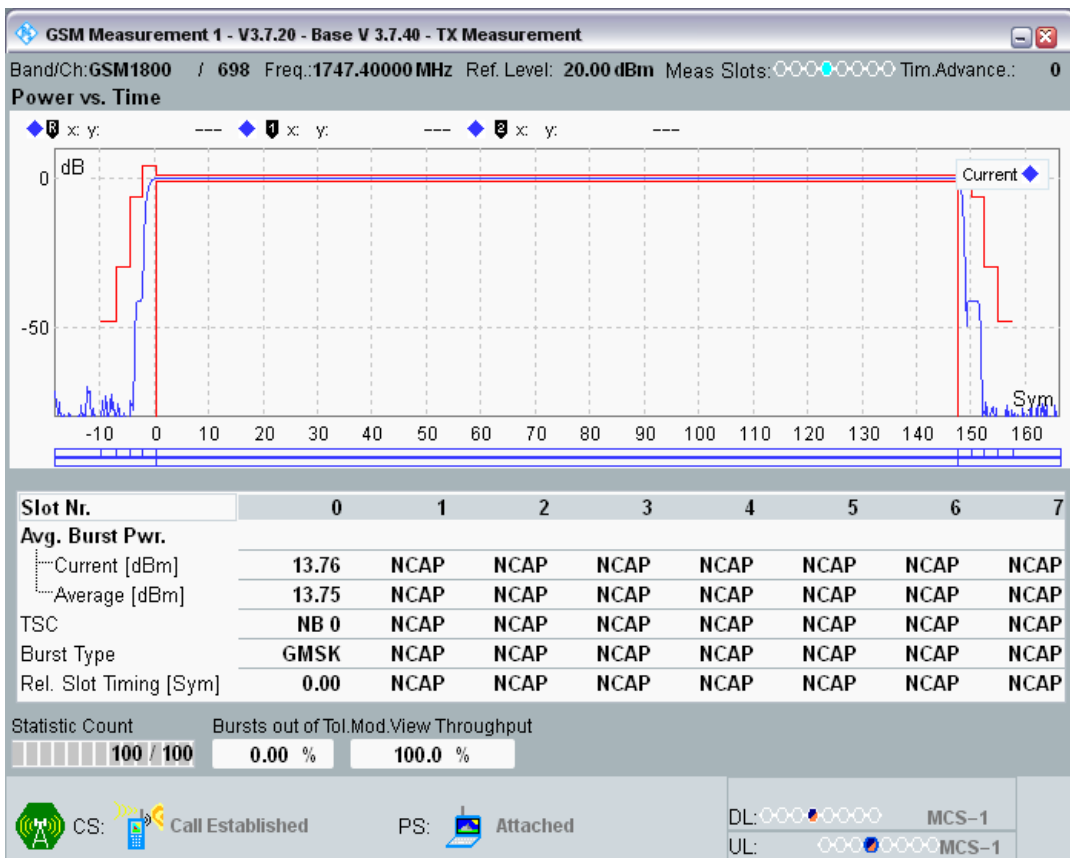 GSM Measurement 1 - V3.7.20 - Base V 3.7.40 - TX Measurement
Band/Ch:GSM1800 / 698 Freq.:1747.40000 MHz Ref. Level: 20.00 dBm Meas Slots: Tim.Advance.: 0
Power vs. Time
R x: y: --- 1 x: y: --- 2 x: y: ---
dB
Current
0
-50
Sym
-10 0 10 20 30 40 50 60 70 80 90 100 110 120 130 140 150 160
Slot Nr. 0 1 2 3 4 5 6 7
Avg. Burst Pwr.
Current [dBm] 13.76 NCAP NCAP NCAP NCAP NCAP NCAP NCAP
Average [dBm] 13.75 NCAP NCAP NCAP NCAP NCAP NCAP NCAP
TSC NB 0 NCAP NCAP NCAP NCAP NCAP NCAP NCAP
Burst Type GMSK NCAP NCAP NCAP NCAP NCAP NCAP NCAP
Rel. Slot Timing [Sym] 0.00 NCAP NCAP NCAP NCAP NCAP NCAP NCAP
Statistic Count Bursts out of Tol.Mod.View Throughput
100 / 100 0.00 % 100.0 %
CS: Call Established PS: Attached
DL: MCS-1
UL: MCS-1